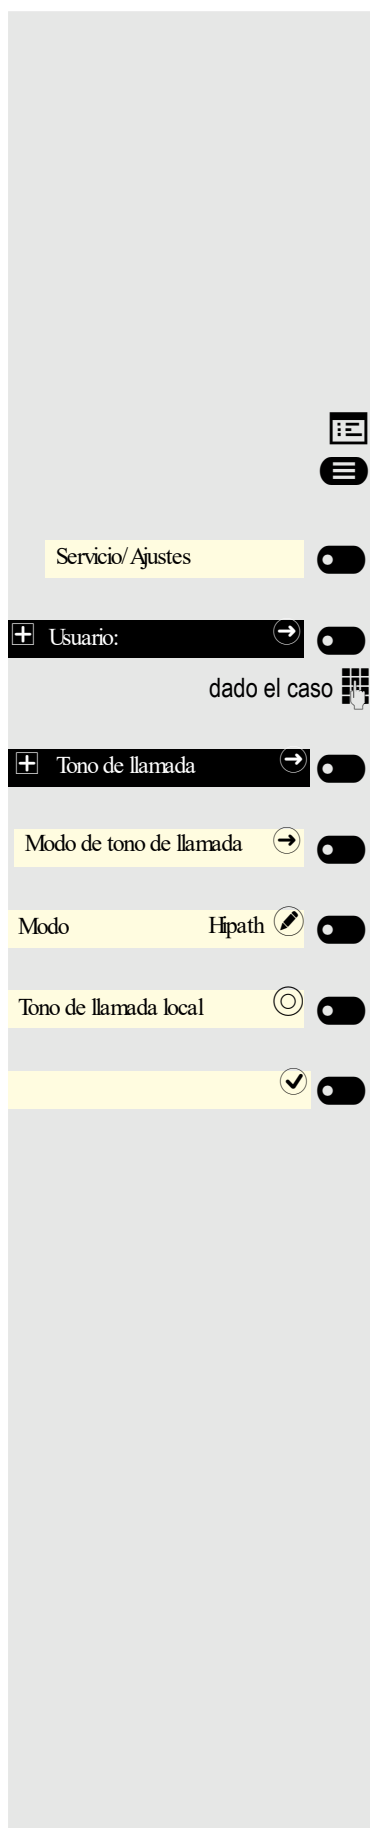 Servicio/Ajustes
Usuario:
dado el caso
Tono de llamada
Modo de tono de llamada
Modo Hipath
Tono de llamada local